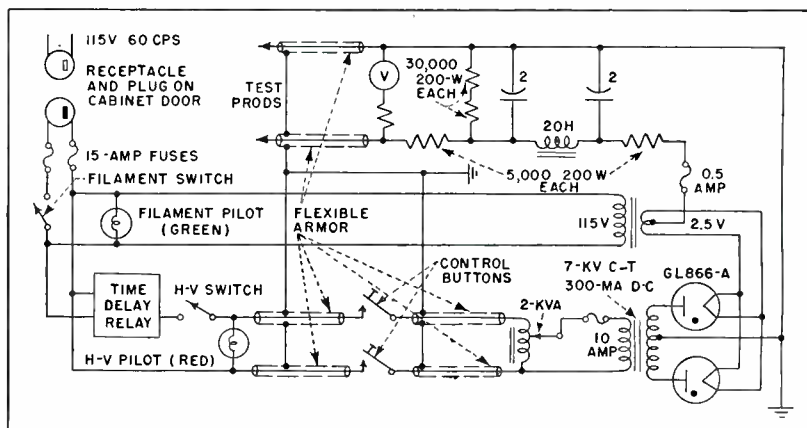 115V 60 CPS
RECEPTACLE
AND PLUG ON
CABINET DOOR
15-AMP FUSES
FILAMENT SWITCH
FILAMENT PILOT
(GREEN)
TIME
DELAY
RELAY
H-V SWITCH
H-V PILOT (RED)
TEST
PRODS
FLEXIBLE
ARMOR
CONTROL
BUTTONS
V
30,000
200-W
EACH
2
2
20H
5,000 200 W
EACH
0.5
AMP
115V
2.5 V
7-KV C-T
300-MA D-C
GL866-A
2-KVA
10
AMP